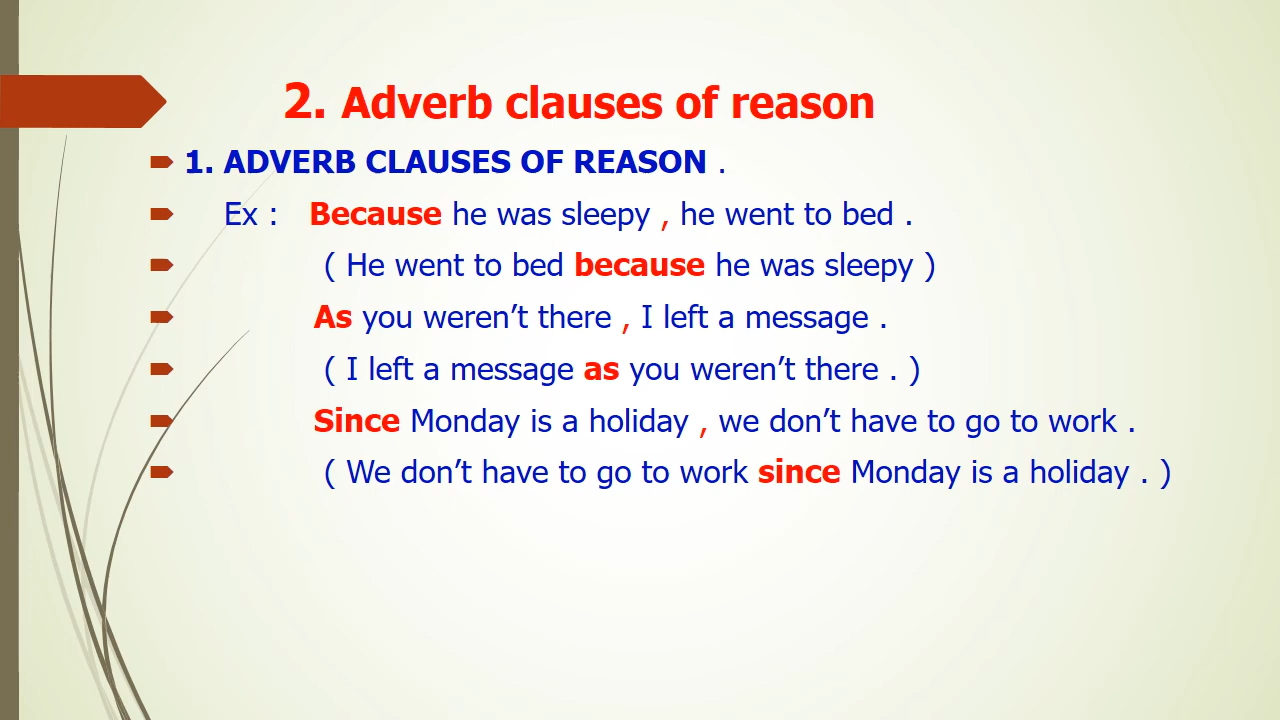 2. Adverb clauses of reason
1. ADVERB CLAUSES OF REASON .
Ex : Because he was sleepy , he went to bed .
( He went to bed because he was sleepy )
As you weren’t there , I left a message .
( I left a message as you weren’t there . )
Since Monday is a holiday , we don’t have to go to work .
( We don’t have to go to work since Monday is a holiday . )